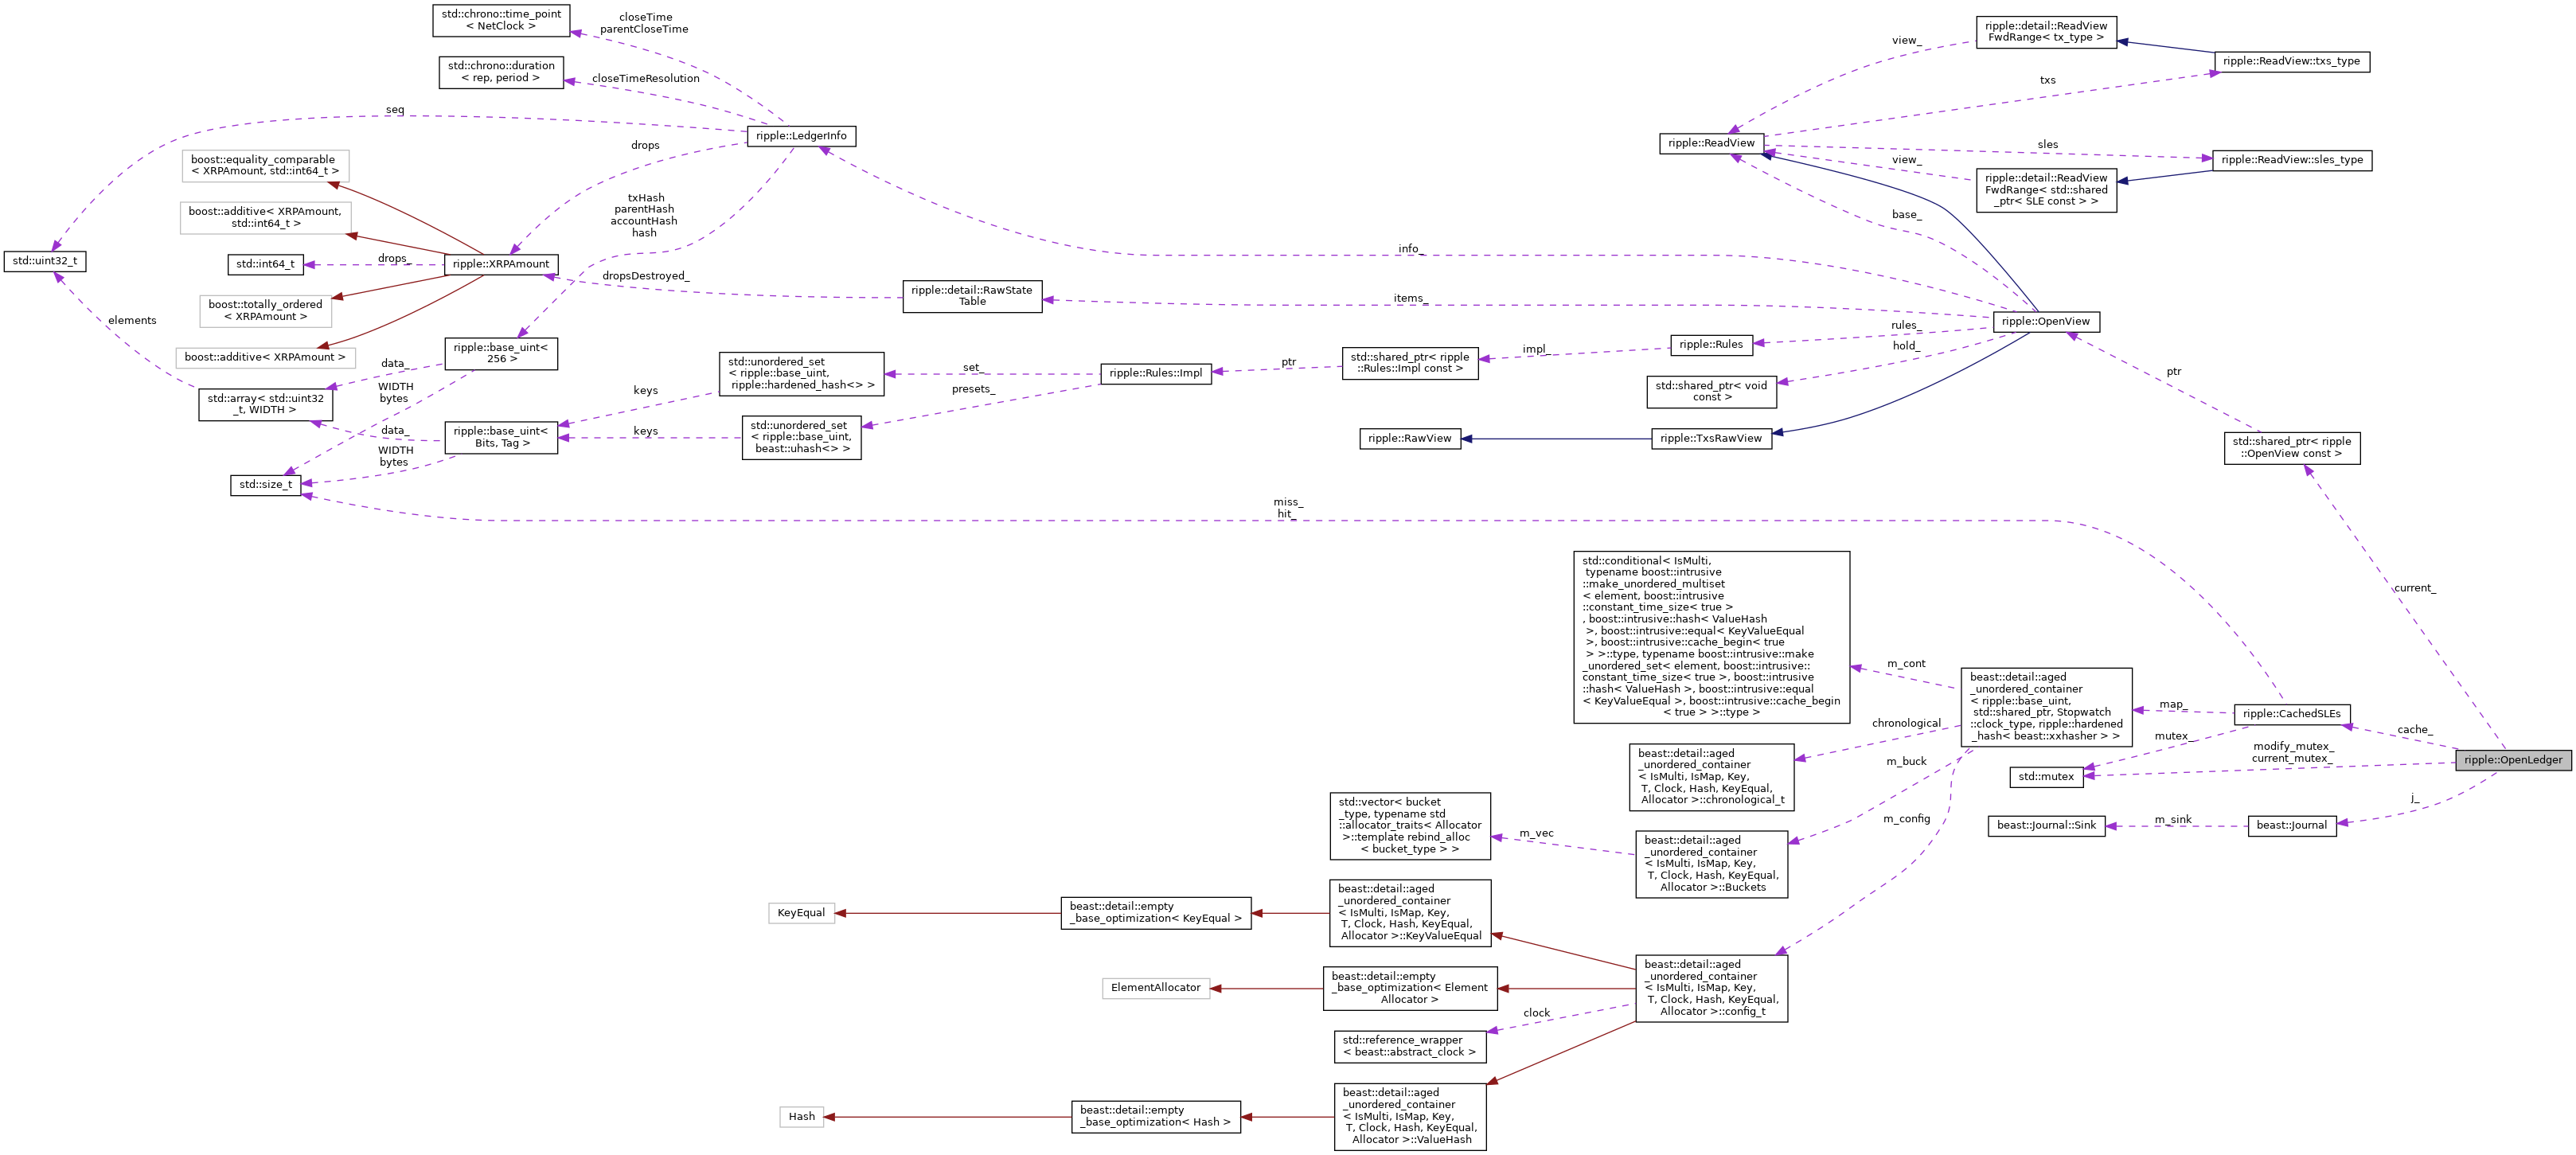 std::chrono::time_point
< NetClock >
closeTime
parentCloseTime
std::chrono::duration
< rep, period >
closeTimeResolution
seq
ripple::LedgerInfo
boost::equality_comparable
< XRPAmount, std::int64_t >
drops
boost::additive< XRPAmount,
std::int64_t >
txHash
parentHash
accountHash
hash
std::uint32_t
std::int64_t
drops_
ripple::XRPAmount
dropsDestroyed_
ripple::detail::RawState
Table
boost::totally_ordered
< XRPAmount >
elements
boost::additive< XRPAmount >
ripple::base_uint<
256 >
data_
WIDTH
bytes
std::array< std::uint32
_t, WIDTH >
data_
ripple::base_uint<
Bits, Tag >
WIDTH
bytes
std::size_t
keys
keys
std::unordered_set
< ripple::base_uint,
ripple::hardened_hash<> >
std::unordered_set
< ripple::base_uint,
beast::uhash<> >
set_
presets_
ripple::Rules::Impl
ptr
std::shared_ptr< ripple
::Rules::Impl const >
impl_
ripple::Rules
rules_
hold_
std::shared_ptr< void
const >
ripple::RawView
ripple::TxsRawView
info_
items_
ripple::OpenView
base_
ripple::ReadView
view_
ripple::detail::ReadView
FwdRange< tx_type >
ripple::ReadView::txs_type
txs
sles
ripple::ReadView::sles_type
view_
ripple::detail::ReadView
FwdRange< std::shared
_ptr< SLE const > >
ptr
std::shared_ptr< ripple
::OpenView const >
miss_
hit_
current_
std::conditional< IsMulti,
typename boost::intrusive
::make_unordered_multiset
< element, boost::intrusive
::constant_time_size< true >
, boost::intrusive::hash< ValueHash
>, boost::intrusive::equal< KeyValueEqual
>, boost::intrusive::cache_begin< true
> >::type, typename boost::intrusive::make
_unordered_set< element, boost::intrusive::
constant_time_size< true >, boost::intrusive
::hash< ValueHash >, boost::intrusive::equal
< KeyValueEqual >, boost::intrusive::cache_begin
< true > >::type >
m_cont
chronological
m_buck
m_config
beast::detail::aged
_unordered_container
< ripple::base_uint,
std::shared_ptr, Stopwatch
::clock_type, ripple::hardened
_hash< beast::xxhasher > >
map_
ripple::CachedSLEs
mutex_
cache_
modify_mutex_
current_mutex_
ripple::OpenLedger
std::mutex
j_
beast::Journal::Sink
m_sink
beast::Journal
beast::detail::aged
_unordered_container
< IsMulti, IsMap, Key,
T, Clock, Hash, KeyEqual,
Allocator >::chronological_t
std::vector< bucket
_type, typename std
::allocator_traits< Allocator
>::template rebind_alloc
< bucket_type > >
m_vec
beast::detail::aged
_unordered_container
< IsMulti, IsMap, Key,
T, Clock, Hash, KeyEqual,
Allocator >::Buckets
KeyEqual
beast::detail::empty
_base_optimization< KeyEqual >
beast::detail::aged
_unordered_container
< IsMulti, IsMap, Key,
T, Clock, Hash, KeyEqual,
Allocator >::KeyValueEqual
ElementAllocator
beast::detail::empty
_base_optimization< Element
Allocator >
beast::detail::aged
_unordered_container
< IsMulti, IsMap, Key,
T, Clock, Hash, KeyEqual,
Allocator >::config_t
clock
std::reference_wrapper
< beast::abstract_clock >
Hash
beast::detail::empty
_base_optimization< Hash >
beast::detail::aged
_unordered_container
< IsMulti, IsMap, Key,
T, Clock, Hash, KeyEqual,
Allocator >::ValueHash